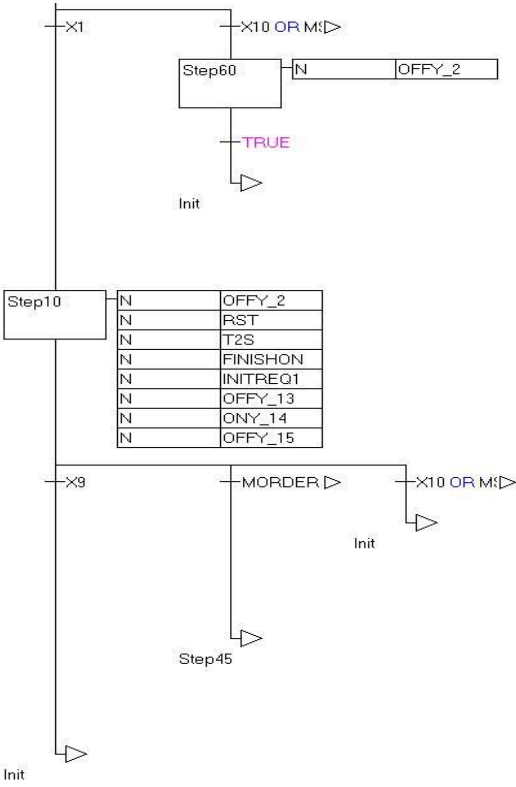 X1
X10 OR M
Step60
N OFFY_2
TRUE
Init
Step10
N OFFY_2
N RST
N T2S
N FINISHON
N INITREQ1
N OFFY_13
N ONY_14
N OFFY_15
X9
MORDER
X10 OR M
Init
Step45
Init